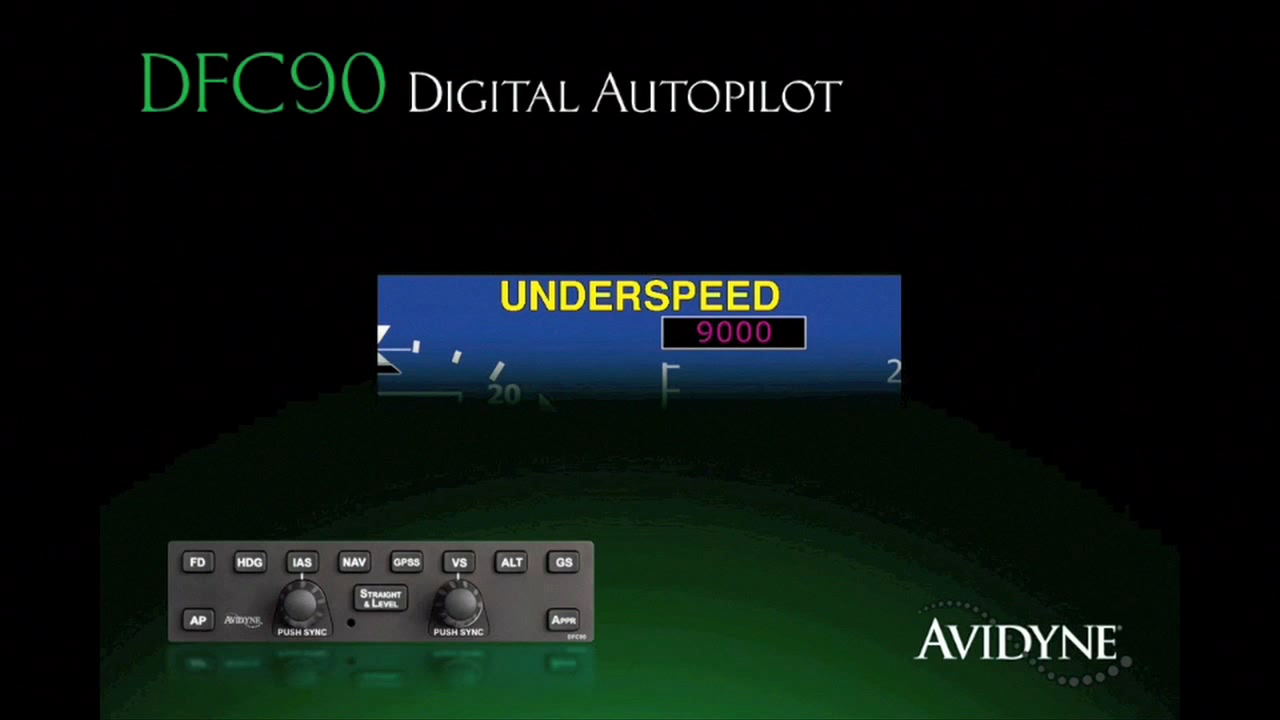 DFC90 DIGITAL AUTOPILOT
UNDERSPEED
9000
20
2
FD HDG IAS NAV GPSS VS ALT GS
STRAIGHT
& LEVEL
AP AVIDYNE APPR
PUSH SYNC PUSH SYNC
DFC90
AVIDYNE